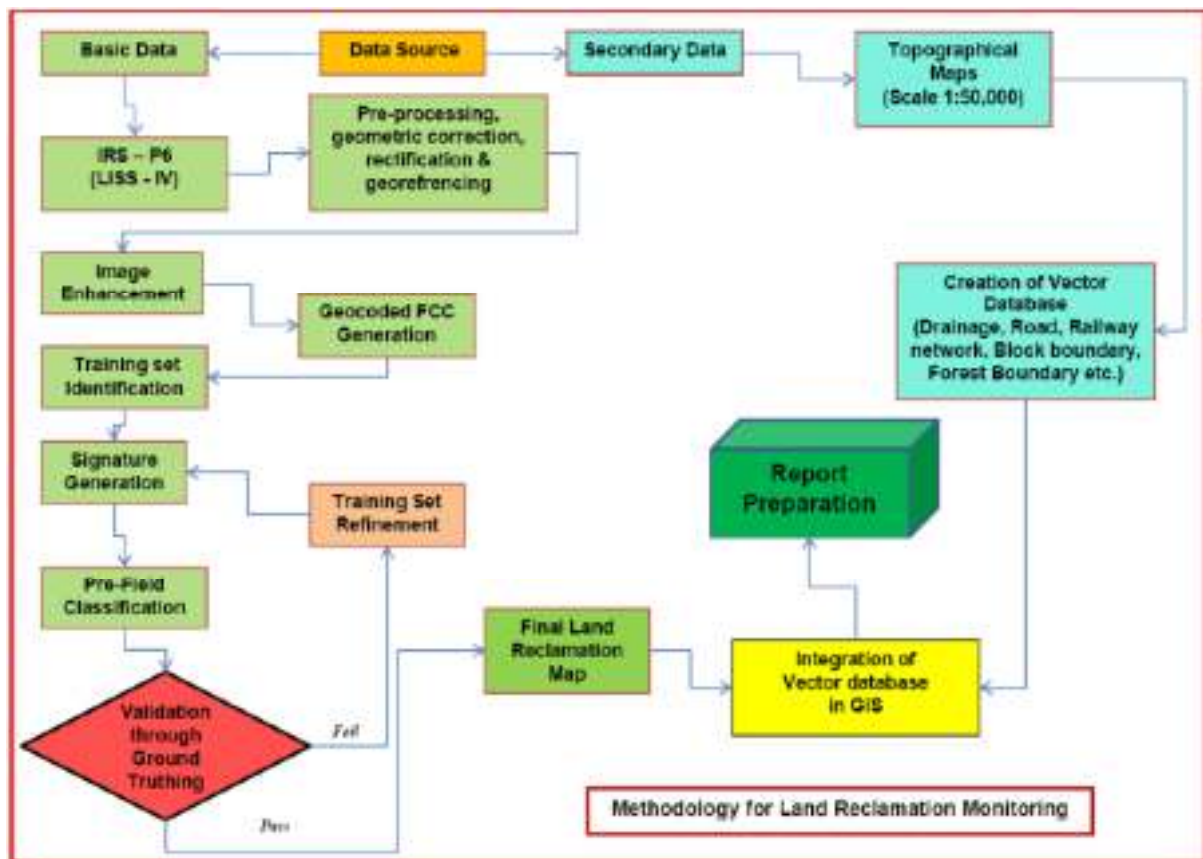 Basic Data
Data Source
Secondary Data
Topographical
Maps
(Scale 1:50,000)
IRS – P6
(LISS - IV)
Pre-processing,
geometric correction,
rectification &
georefrencing
Image
Enhancement
Geocoded FCC
Generation
Creation of Vector
Database
(Drainage, Road, Railway
network, Block boundary,
Forest Boundary etc.)
Training set
Identification
Signature
Generation
Training Set
Refinement
Report
Preparation
Pre-Field
Classification
Final Land
Reclamation
Map
Integration of
Vector database
in GIS
Validation
through
Ground
Truthing
Fail
Pass
Methodology for Land Reclamation Monitoring